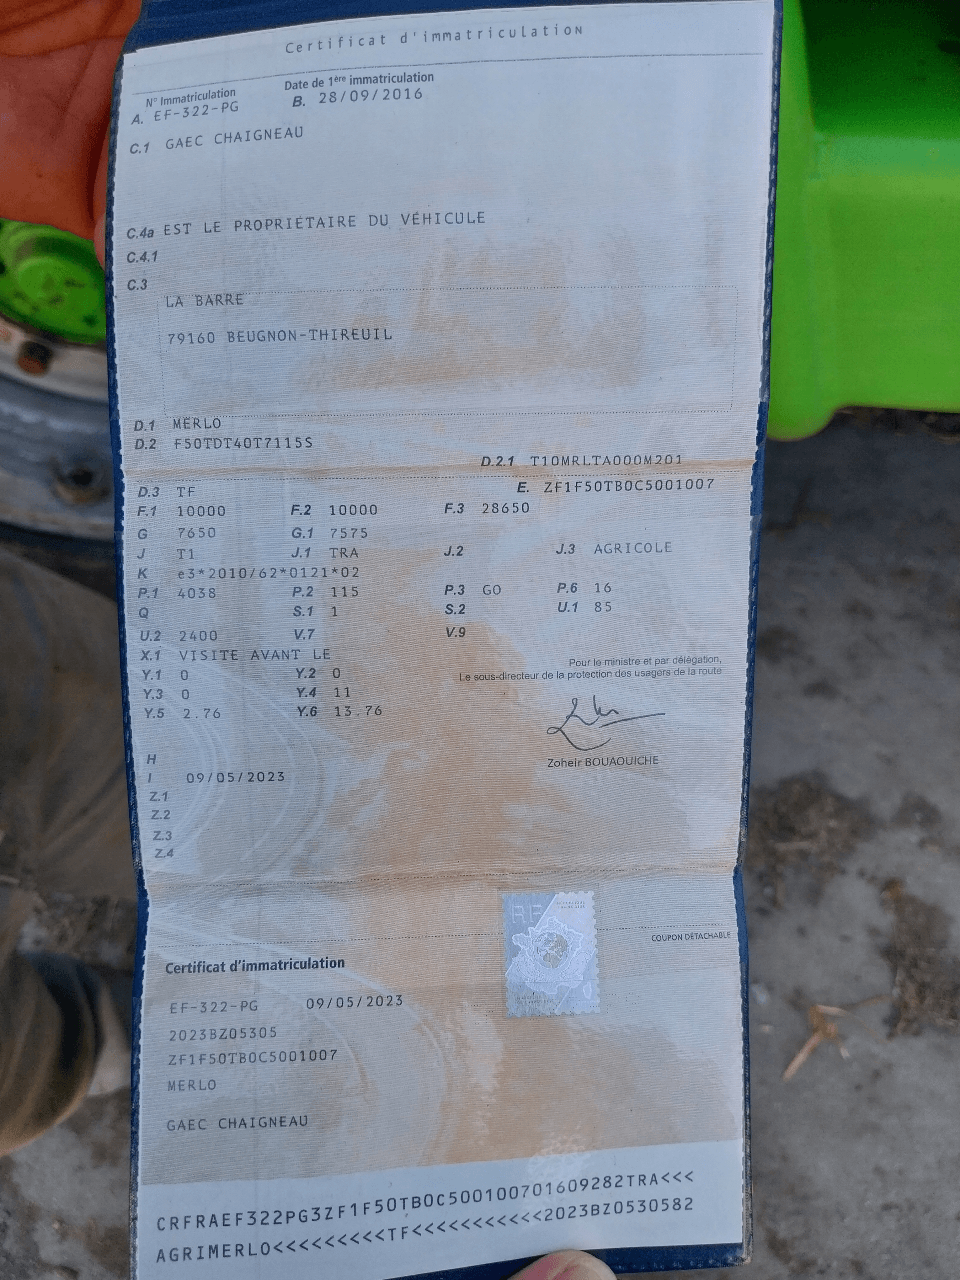 Certificat d'immatriculation
N° Immatriculation
Date de 1ère immatriculation
A. EF-322-PG
B. 28/09/2016
C.1 GAEC CHAIGNEAU
C.4a EST LE PROPRIÉTAIRE DU VÉHICULE
C.4.1
C.3
LA BARRE
79160 BEUGNON-THIREUIL
D.1 MERLO
D.2 F50TDT40T7115S
D.2.1 T10MRLTA000M201
D.3 TF
E. ZF1F50TB0C5001007
F.1 10000 F.2 10000 F.3 28650
G 7650 G.1 7575
J T1 J.1 TRA J.2 J.3 AGRICOLE
K e3*2010/62*0121*02
P.1 4038 P.2 115 P.3 GO P.6 16
Q S.1 1 S.2 U.1 85
U.2 2400 V.7 V.9
X.1 VISITE AVANT LE
Pour le ministre et par délégation,
Le sous-directeur de la protection des usagers de la route
Y.1 0 Y.2 0
Y.3 0 Y.4 11
Y.5 2.76 Y.6 13.76
Zoheir BOUAOUICHE
H
I 09/05/2023
Z.1
Z.2
Z.3
Z.4
RF
COUPON DÉTACHABLE
Certificat d'immatriculation
EF-322-PG 09/05/2023
2023BZ05305
ZF1F50TB0C5001007
MERLO
GAEC CHAIGNEAU
CRFRAEF322PG3ZF1F50TB0C500100701609282TRA<<<
AGRIMERLO<<<<<<<<<TF<<<<<<<<<<<2023BZ0530582